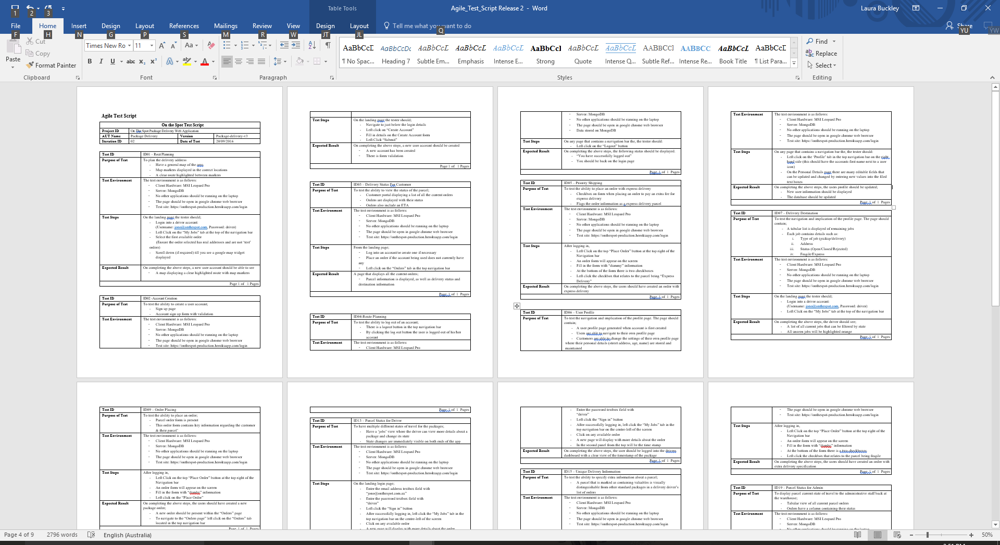 Table Tools
Agile_Test_Script Release 2 - Word
Laura Buckley
1 2 3
File Home Insert Design Layout References Mailings Review View Design Layout Tell me what you want to do Share
F H N G P S M R W JT JL Q YU YW
Paste
Cut
Copy
Format Painter
Clipboard
Times New Ro 11
Font
Paragraph
AaBbCcD AaBbCcDd AaBbCcL AaBbCcL AaBbCcL AaBbCcl AaBbCcL AaBbCcL AaBbCcI AaBbCc AaBbCcL AaBbCcD
¶ No Spac... Heading 7 Subtle Em... Emphasis Intense E... Strong Quote Intense Q... Subtle Ref... Intense Re... Book Title ¶ List Para...
Styles
Find
Replace
Select
Editing
Agile Test Script
On the Spot Test Script
Project ID On The Spot Package Delivery Web Application
AUT Name Package Delivery Version Package-delivery-v3
Iteration ID 02 Date of Test 20/09/2016
Test ID ID01 – Rout Planning
Purpose of Test To plan the delivery address
- Have a general map of the area
- Map markers displayed in the correct locations
- A clear route highlighted between markers
Test Environment The test environment is as follows:
- Client Hardware: MSI Leopard Pro
- Server: MongoDB
- No other applications should be running on the laptop
- The page should be open in google chrome web browser
- Test site: https://onthespot-production.herokuapp.com/login
Test Steps On the landing page the tester should;
- Login into a driver account:
(Username: jono@onthespot.com, Password: driver)
- Left Click on the “My Jobs” tab at the top of the navigation bar
- Select the first available order
(Ensure the order selected has real addresses and are not ‘test’
orders)
- Scroll down (if required) till you see a google map widget
displayed
Expected Result On completing the above steps, a new user account should be able to see
- A map displaying a clear highlighted route with map markers
Page 1 of 1 Pages
Test ID ID02 -Account Creation
Purpose of Test To test the ability to create a user account;
- Sign up page
- Account sign up form with validation
Test Environment The test environment is as follows:
- Client Hardware: MSI Leopard Pro
- Server: MongoDB
- No other applications should be running on the laptop
- The page should be open in google chrome web browser
- Test site: https://onthespot-production.herokuapp.com/login
Test Steps On the landing page the tester should;
- Navigate to just below the login details
- Left click on “Create Account”
- Fill in details on the Create Account form
- Left Click “Submit”
Expected Result On completing the above steps, a new user account should be created
- A new account has been created
- There is form validation
Page 1 of 1 Pages
Test ID ID03 – Delivery Status For Customer
Purpose of Test To test the ability to view the status of the parcel;
- Customer portal displaying a list of all the current orders
- Orders are displayed with their status
- Orders also include an ETA
Test Environment The test environment is as follows:
- Client Hardware: MSI Leopard Pro
- Server: MongoDB
- No other applications should be running on the laptop
- The page should be open in google chrome web browser
- Test site: https://onthespot-production.herokuapp.com/login
Test Steps From the landing page;
- Log into an account/or create one if necessary
- Place an order if the account being used does not currently have
any
- Left click on the “Orders” tab in the top navigation bar
Expected Result A page that displays all the current orders;
- Parcel information is displayed, as well as delivery status and
destination information
Page 1 of 1 Pages
Test ID ID04-Route Planning
Purpose of Test To test the ability to log out of an account;
- There is a logout button in the top navigation bar
- By clicking the log out button the user is logged out of his/her
account
Test Environment The test environment is as follows:
- Client Hardware: MSI Leopard Pro
- Server: MongoDB
- No other applications should be running on the laptop
- The page should be open in google chrome web browser
- Data stored on MongoDB
Test Steps On any page that contains a navigation bar the, the tester should:
- Left click on the “Logout” button
Expected Result On completing the above steps, the following status should be displayed.
- “You have successfully logged out”
- You should be back on the login page
Page 1 of 1 Pages
Test ID ID05 – Priority Shipping
Purpose of Test To test the ability to place an order with express delivery
- Checkbox on form when placing an order to pay an extra fee for
express delivery
- Flags the order information as a express delivery parcel
Test Environment The test environment is as follows:
- Client Hardware: MSI Leopard Pro
- Server: MongoDB
- No other applications should be running on the laptop
- The page should be open in google chrome web browser
- Test site: https://onthespot-production.herokuapp.com/login
Test Steps After logging in,
- Left Click on the top “Place Order” button at the top right of the
Navigation bar
- An order form will appear on the screen
- Fill in the form with “dummy” information
- At the bottom of the form there is two checkboxes
- Left click the checkbox that relates to the parcel being “Express
Delivery”
Expected Result On completing the above steps, the users should have created an order with
express delivery
Page 1 of 1 Pages
Test ID ID06 – User Profile
Purpose of Test To test the navigation and implication of the profile page. The page should
contain;
- A user profile page generated when account is first created
- Users are able to navigate to their own profile page
- Customers are able to change the settings of their own profile page
where their personal details (street address, age, name) are stored and
maintained
Test Environment The test environment is as follows:
- Client Hardware: MSI Leopard Pro
- Server: MongoDB
- No other applications should be running on the laptop
- The page should be open in google chrome web browser
- Test site: https://onthespot-production.herokuapp.com/login
Test Steps On any page that contains a navigation bar the, the tester should:
- Left click on the ‘Profile’ tab in the top navigation bar on the right
hand side (this should have the accounts first name next to a user
icon)
- On the Personal Details page there are many editable fields that
can be updated and changed by entering new values into the filed
text boxes
Expected Result On completing the above steps, the users profile should be updated;
- New user information should be displayed
- The database should be updated
Page 1 of 1 Pages
Test ID ID07 – Delivery Destination
Purpose of Test To test the navigation and implication of the profile page. The page should
contain;
- A tabular list is displayed of remaining jobs
- Each job contains details such as:
i. Type of job (pickup/delivery)
ii. Address
iii. Status (Open/Closed/Rejected)
iv. Fragile/Express
Test Environment The test environment is as follows:
- Client Hardware: MSI Leopard Pro
- Server: MongoDB
- No other applications should be running on the laptop
- The page should be open in google chrome web browser
- Test site: https://onthespot-production.herokuapp.com/login
Test Steps On the landing page the tester should;
- Login into a driver account:
(Username: jono@onthespot.com, Password: driver)
- Left Click on the “My Jobs” tab at the top of the navigation bar
Expected Result On completing the above steps, the driver should see;
- A list of all current jobs that can be filtered by state
- All unseen jobs will be highlighted orange
Page 1 of 1 Pages
Test ID ID09 – Order Placing
Purpose of Test To test the ability to place an order;
- Parcel order form is present
- This order form contains key information regarding the customer
& their parcel’
Test Environment The test environment is as follows:
- Client Hardware: MSI Leopard Pro
- Server: MongoDB
- No other applications should be running on the laptop
- The page should be open in google chrome web browser
- Test site: https://onthespot-production.herokuapp.com/login
Test Steps After logging in,
- Left Click on the top “Place Order” button at the top right of the
Navigation bar
- An order form will appear on the screen
- Fill in the form with information
- Left click on the “Place Order”
Expected Result On completing the above steps, the users should have created a new
package order;
- A new order should be present within the “Orders” page
- To navigate to the “Orders page” left click on the “Orders” tab
located in the top navigation bar
Page 1 of 1 Pages
Page 1 of 1 Pages
Test ID ID13 – Parcel Status for Driver
Purpose of Test To have multiple different states of travel for the packages;
- Have a ‘jobs’ view where the driver can view more details about a
package and change its state
- State changes are immediately visible on both ends of the app
Test Environment The test environment is as follows:
- Client Hardware: MSI Leopard Pro
- Server: MongoDB
- No other applications should be running on the laptop
- The page should be open in google chrome web browser
- Test site: https://onthespot-production.herokuapp.com/login
Test Steps On the landing login page;
- Enter the email address textbox field with
“jono@onthespot.com.au”
- Enter the password textbox field with
“driver”
- Left click the “Sign in” button
- After successfully logging in, left click the “My Jobs” tab in the
top navigation bar on the centre-left of the screen
- Click on any available order
- A new page will display with more details about the order
- Enter the password textbox field with
“driver”
- Left click the “Sign in” button
- After successfully logging in, left click the “My Jobs” tab in the
top navigation bar on the centre-left of the screen
- Click on any available order
- A new page will display with more details about the order
- In the second panel from the top will be the time stamp
Expected Result On completing the above steps, the user should be logged into the drivers
dashboard with a clear view of the timestamp of the package
Page 1 of 1 Pages
Test ID ID15 – Unique Delivery Information
Purpose of Test To test the ability to specify extra information about a parcel;
- A parcel that is marked as containing valuables is visually
distinguishable from other standard packages in a delivery driver’s
list of orders
Test Environment The test environment is as follows:
- Client Hardware: MSI Leopard Pro
- Server: MongoDB
- No other applications should be running on the laptop
- The page should be open in google chrome web browser
- Test site: https://onthespot-production.herokuapp.com/login
- The page should be open in google chrome web browser
- Test site: https://onthespot-production.herokuapp.com/login
Test Steps After logging in,
- Left Click on the top “Place Order” button at the top right of the
Navigation bar
- An order form will appear on the screen
- Fill in the form with information
- At the bottom of the form there is a two checkboxes
- Left click the checkbox that relates to the parcel being fragile
Expected Result On completing the above steps, the users should have created an order with
extra delivery specification
Page 1 of 1 Pages
Test ID ID19 – Parcel Status for Admin
Purpose of Test To display parcel current state of travel to the administrative staff back at
the warehouse;
- Tabular view of all current parcel orders
- Orders have a column containing their status
Test Environment The test environment is as follows:
- Client Hardware: MSI Leopard Pro
- Server: MongoDB
- No other applications should be running on the laptop
Page 4 of 9 2796 words English (Australia) 50%